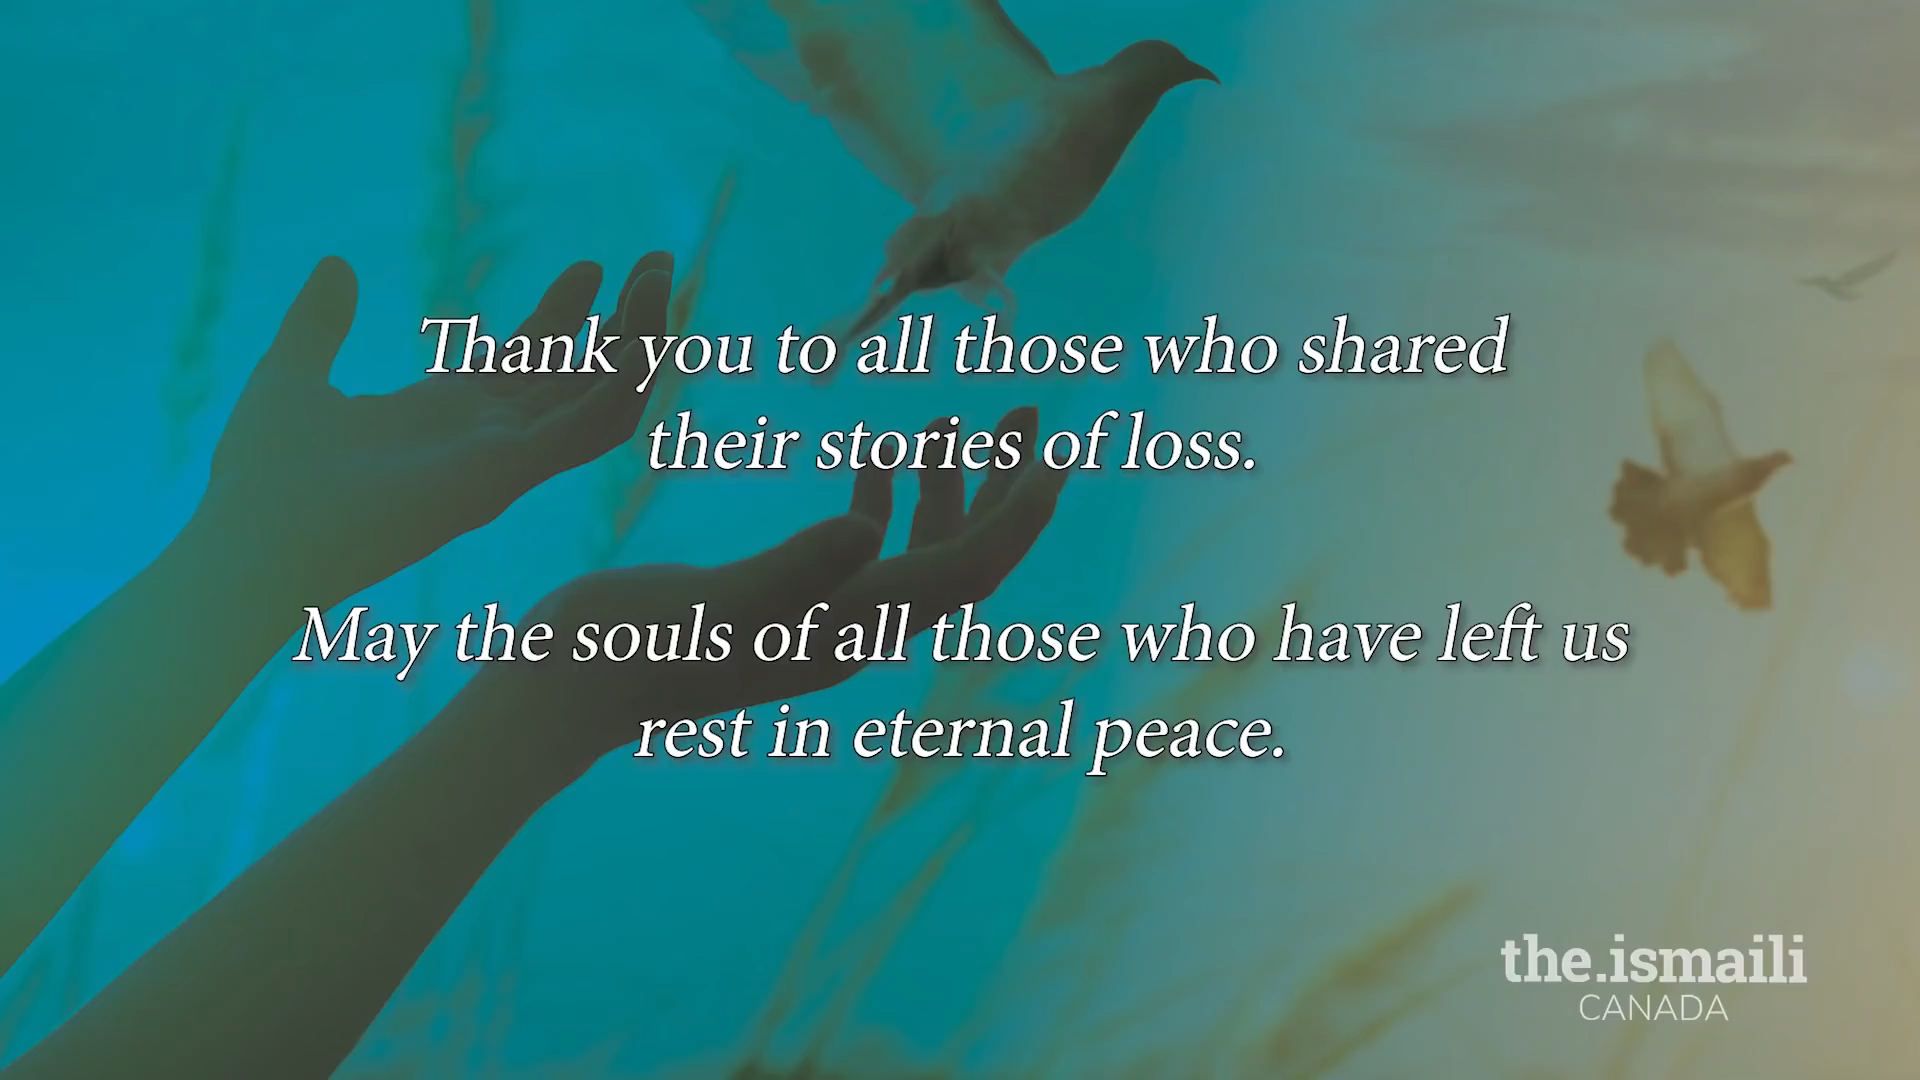 Thank you to all those who shared
their stories of loss.
May the souls of all those who have left us
rest in eternal peace.
the.ismaili
CANADA